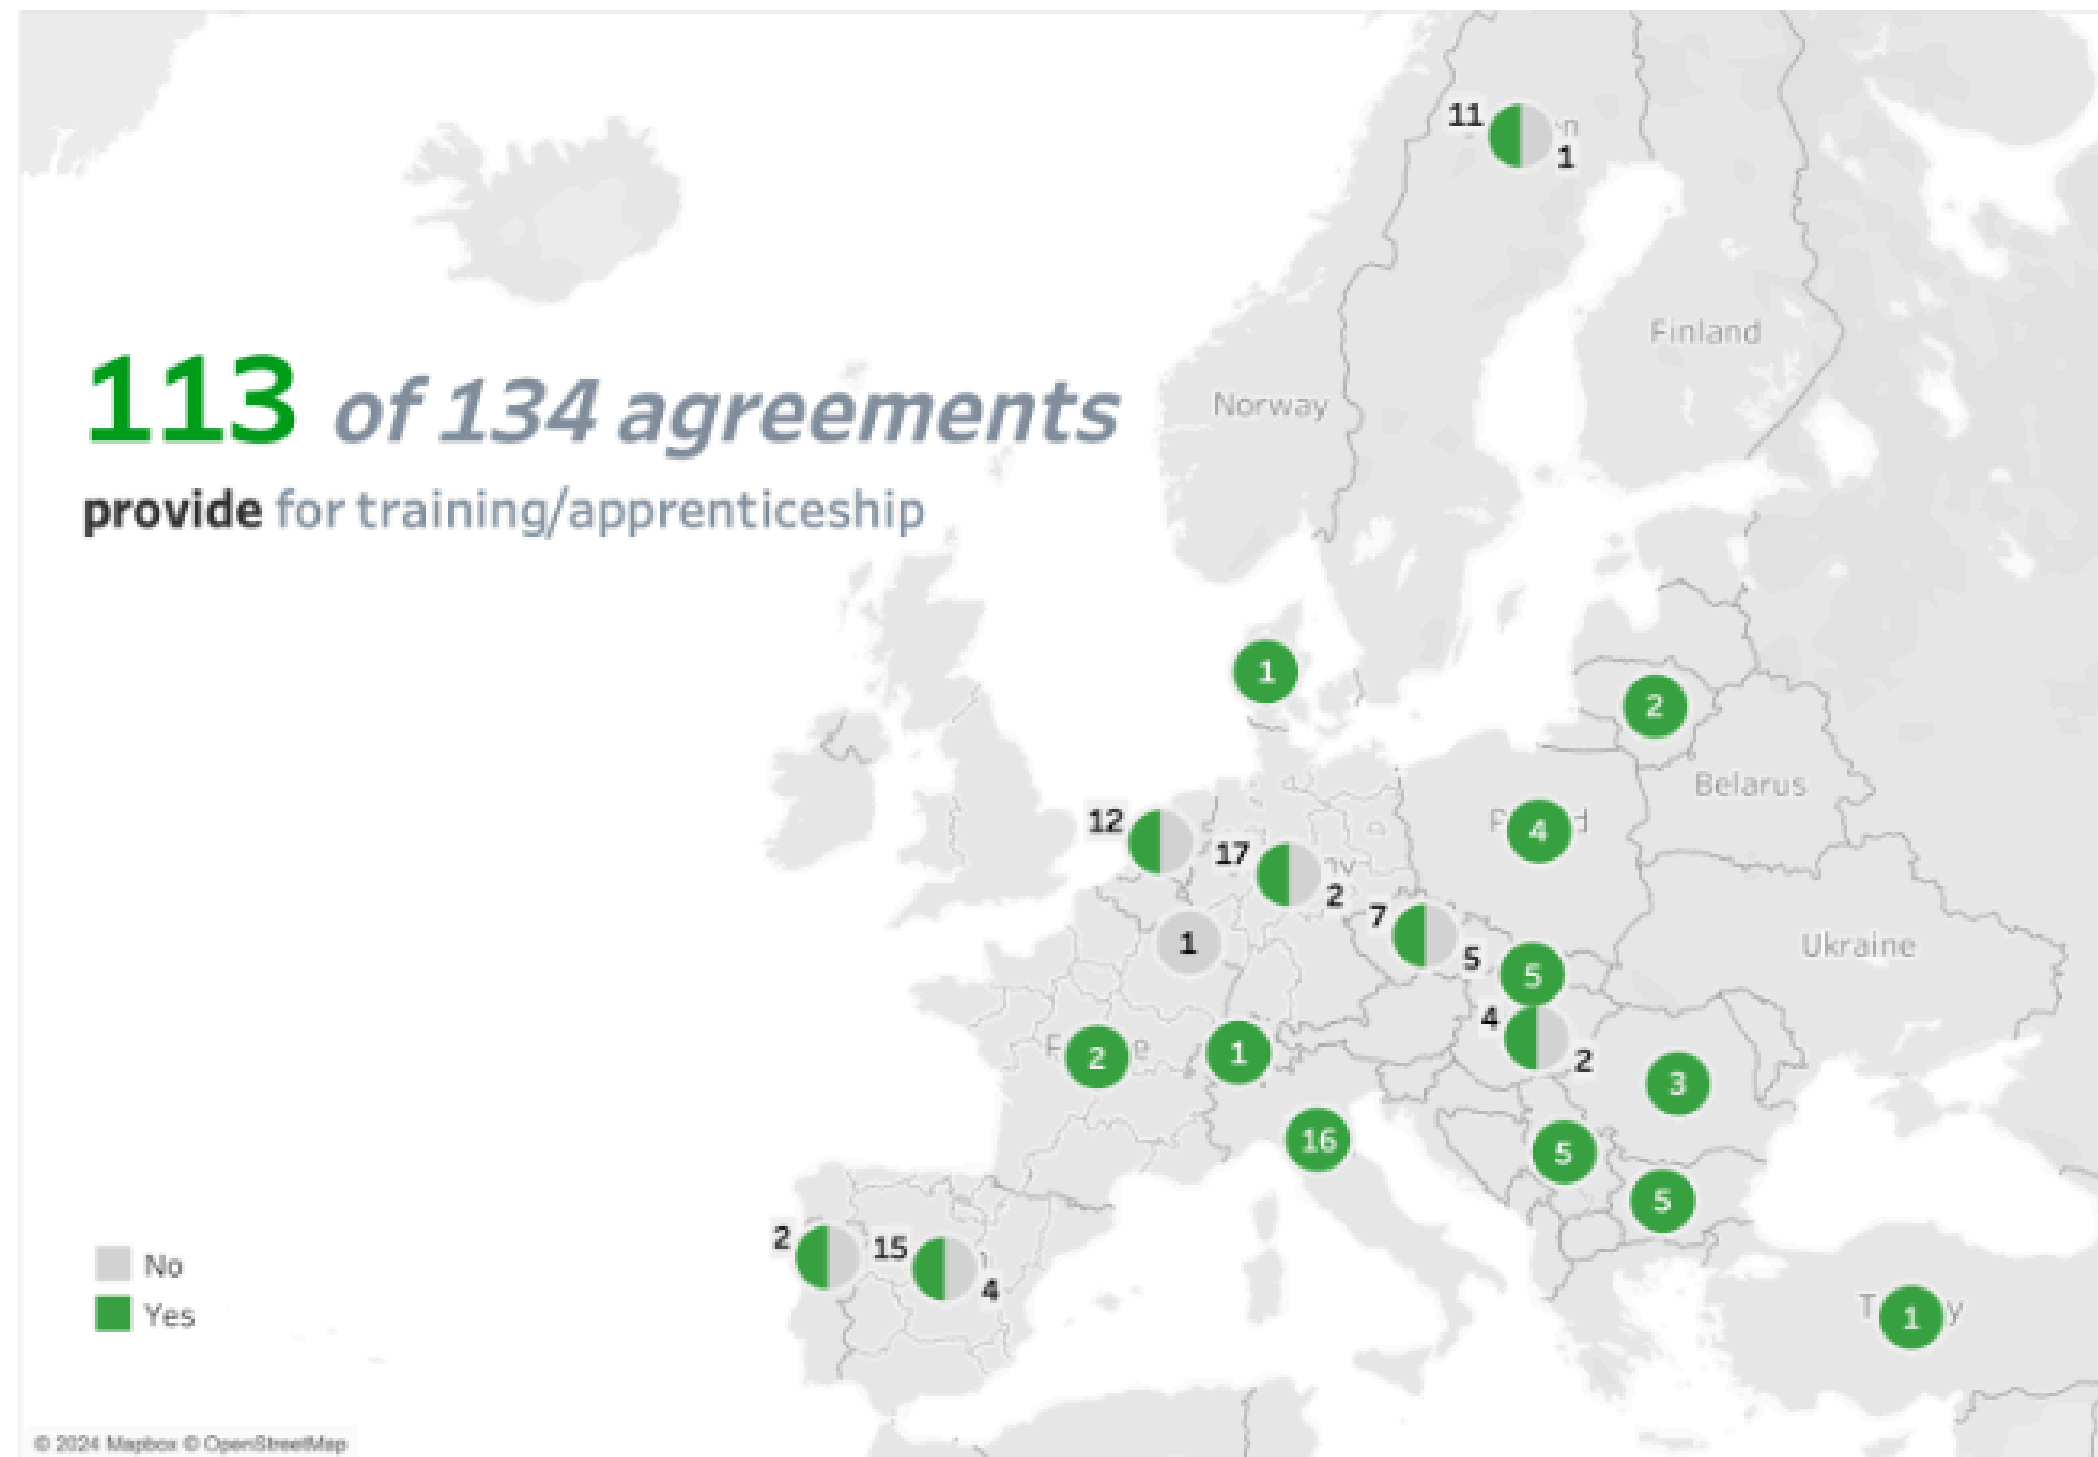 11
1
Finland
113 of 134 agreements
Norway
provide for training/apprenticeship
1
2
Belarus
12
4
17
2
7
1
5
Ukraine
5
4
2
1
2
3
16
5
5
2
15
4
No
Yes
1
© 2024 Mapbox © OpenStreetMap